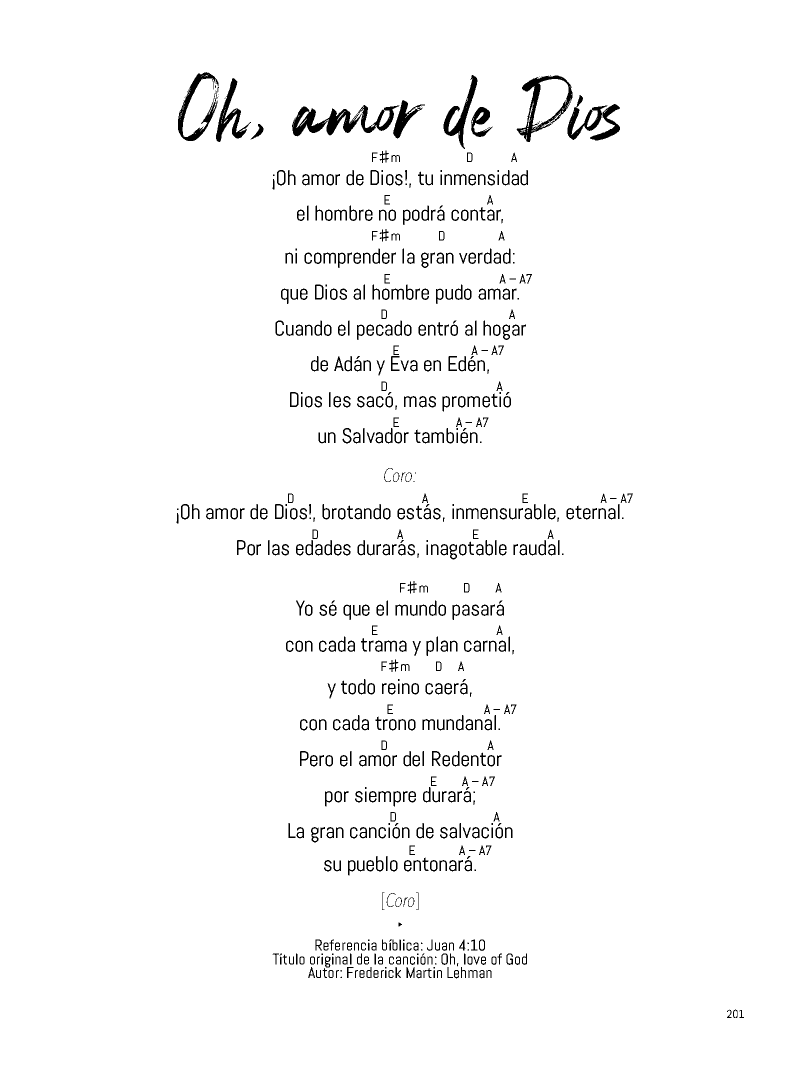 Oh, amor de Dios
F♯m D A
¡Oh amor de Dios!, tu inmensidad
E A
el hombre no podrá contar,
F♯m D A
ni comprender la gran verdad:
E A – A7
que Dios al hombre pudo amar.
D A
Cuando el pecado entró al hogar
E A – A7
de Adán y Eva en Edén,
D A
Dios les sacó, mas prometió
E A – A7
un Salvador también.
Coro:
D A E A – A7
¡Oh amor de Dios!, brotando estás, inmensurable, eternal.
D A E A
Por las edades durarás, inagotable raudal.
F♯m D A
Yo sé que el mundo pasará
E A
con cada trama y plan carnal,
F♯m D A
y todo reino caerá,
E A – A7
con cada trono mundanal.
D A
Pero el amor del Redentor
E A – A7
por siempre durará;
D A
La gran canción de salvación
E A – A7
su pueblo entonará.
[Coro]
Referencia bíblica: Juan 4:10
Titulo original de la canción: Oh, love of God
Autor: Frederick Martin Lehman
201